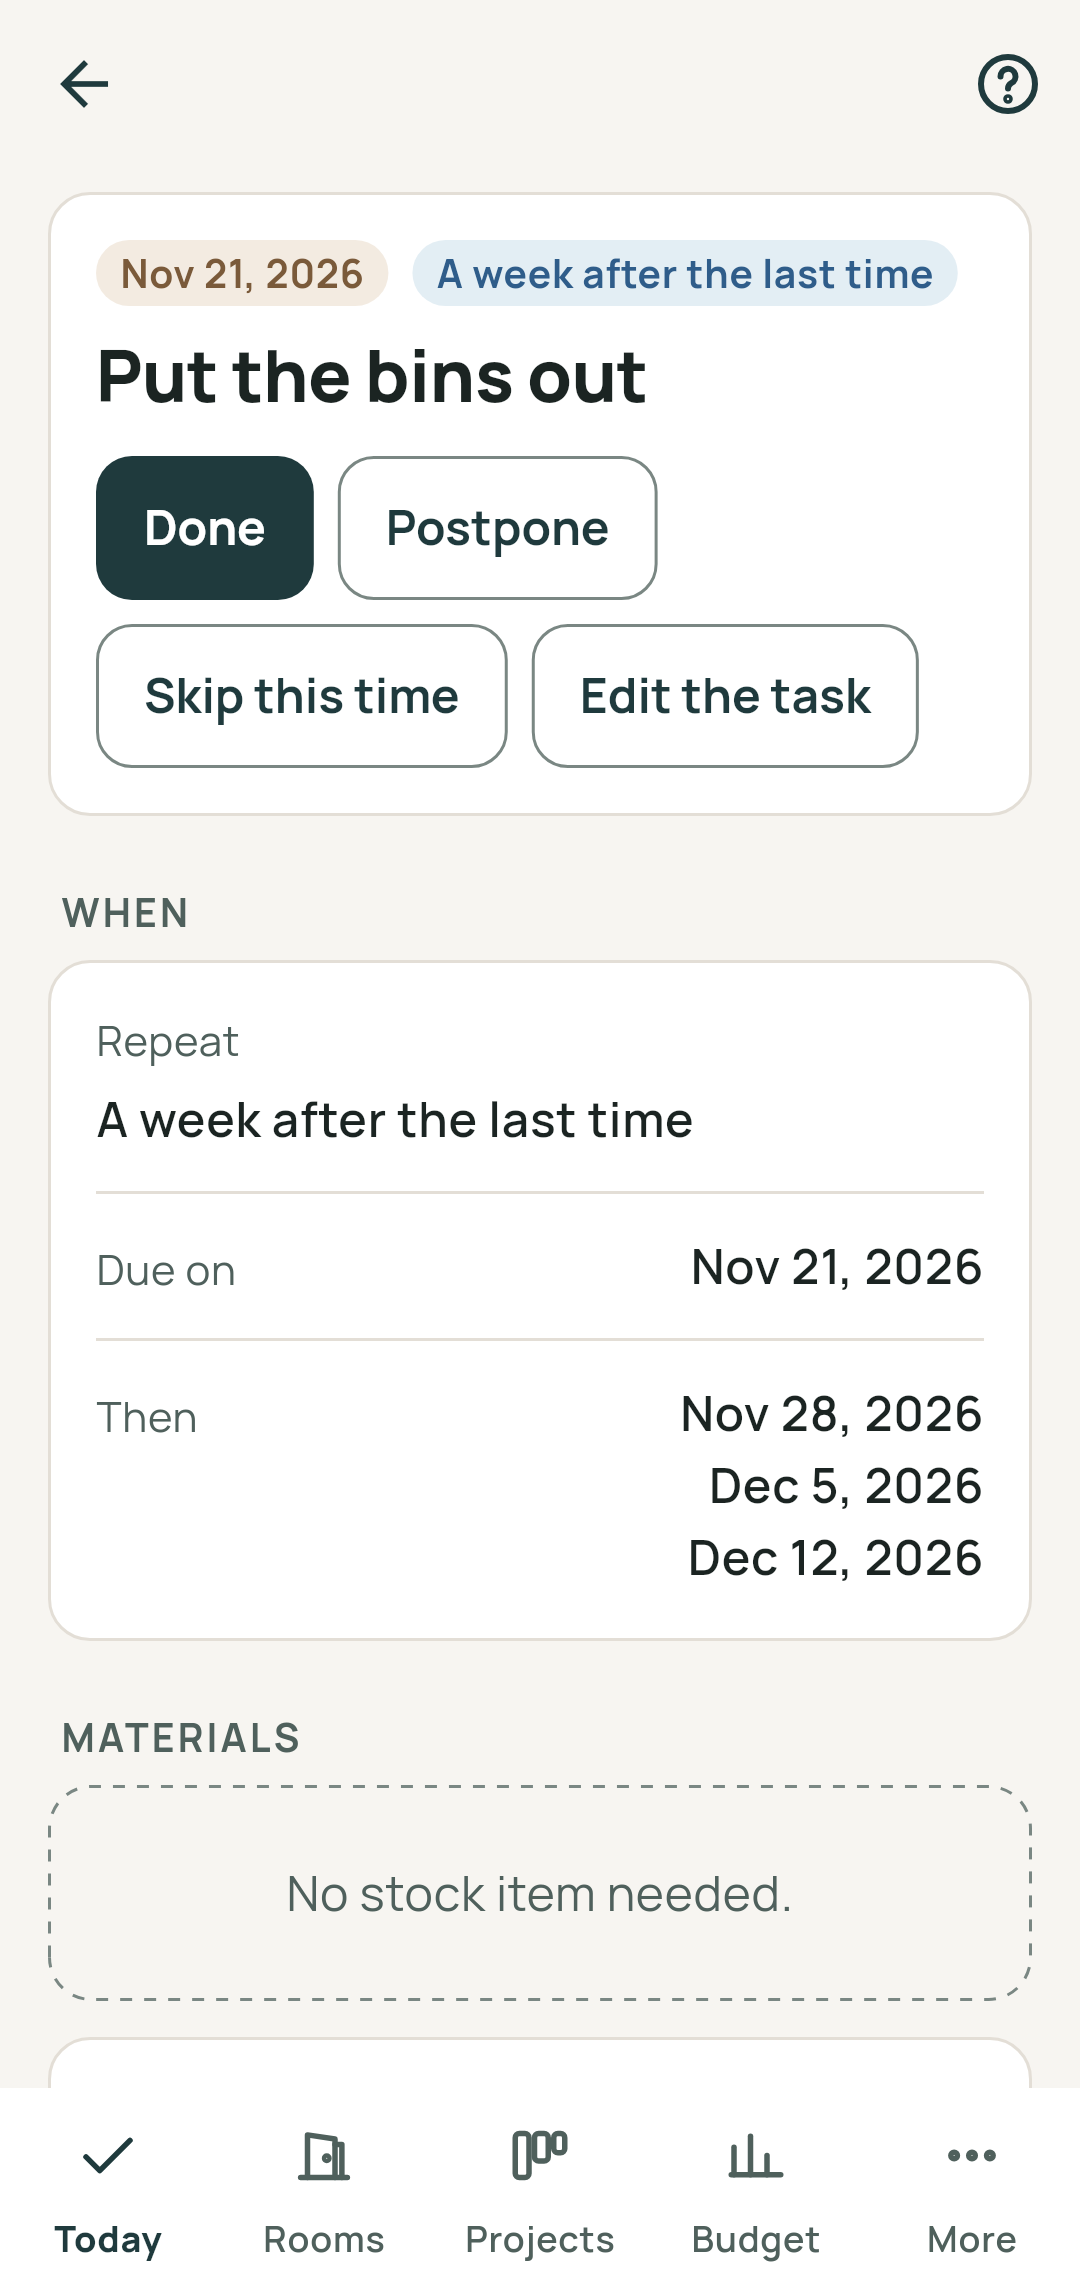 Nov 21, 2026
A week after the last time
Put the bins out
Done
Postpone
Skip this time
Edit the task
WHEN
Repeat
A week after the last time
Due on
Nov 21, 2026
Then
Nov 28, 2026
Dec 5, 2026
Dec 12, 2026
MATERIALS
No stock item needed.
Today
Rooms
Projects
Budget
More